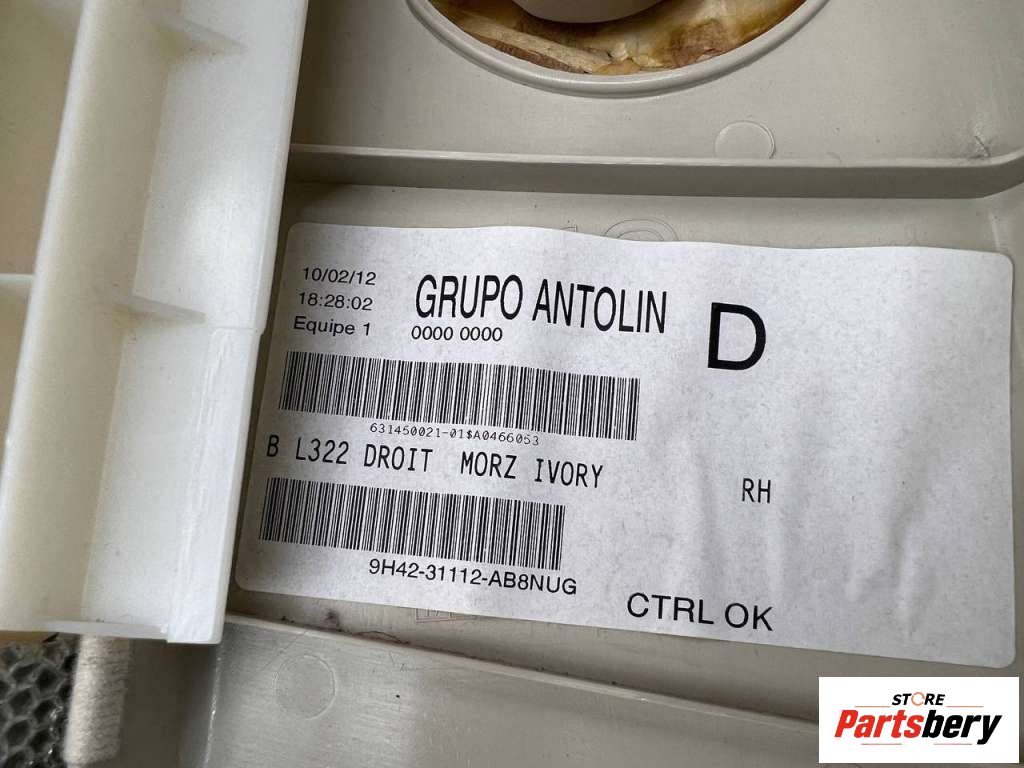 10/02/12
18:28:02
Equipe 1
GRUPO ANTOLIN
0000 0000
D
631450021-01$A0466053
B L322 DROIT MORZ IVORY
RH
9H42-31112-AB8NUG
CTRL OK
STORE
Partsbery